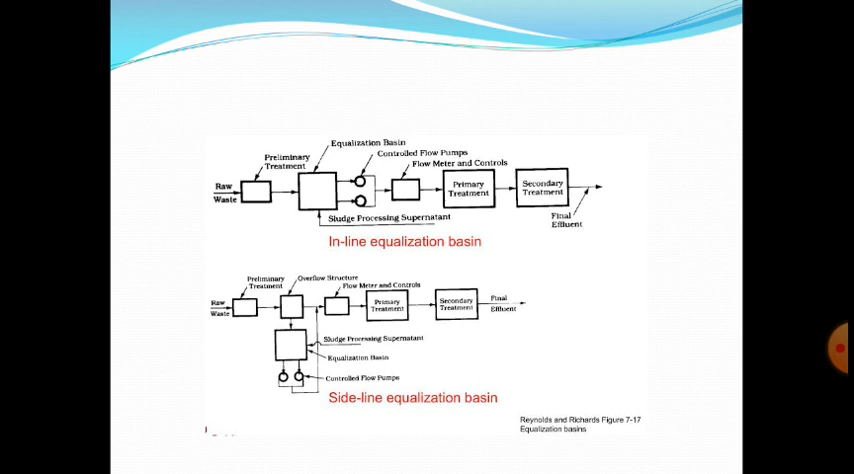 Equalization Basin
Controlled Flow Pumps
Preliminary
Treatment
Flow Meter and Controls
Raw
Waste
Primary
Treatment
Secondary
Treatment
Sludge Processing Supernatant
Final
Effluent
In-line equalization basin
Preliminary
Treatment
Overflow Structure
Flow Meter and Controls
Raw
Waste
Primary
Treatment
Secondary
Treatment
Final
Effluent
Sludge Processing Supernatant
Equalization Basin
Controlled Flow Pumps
Side-line equalization basin
Reynolds and Richards Figure 7-17
Equalization basins